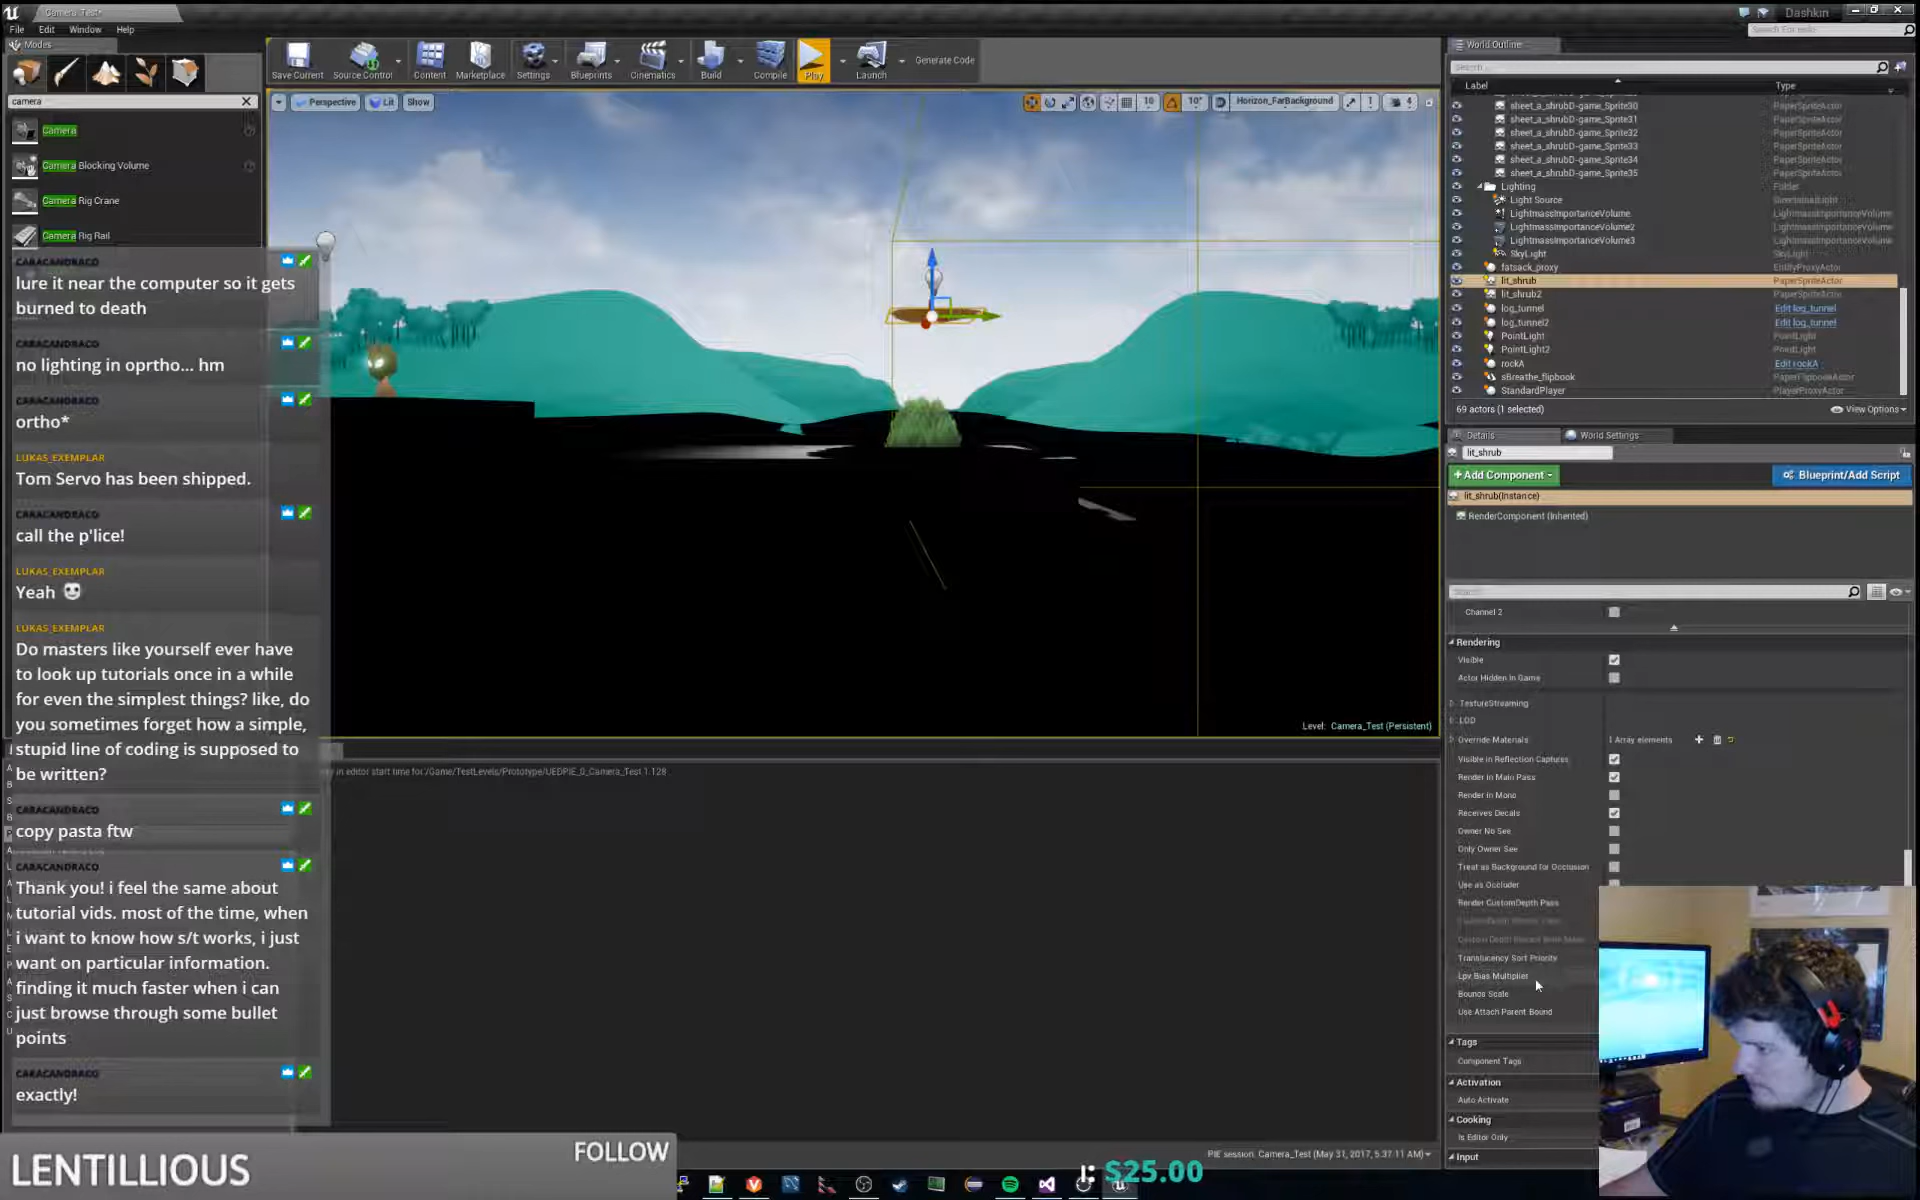 Camera_Test*
Dashkin
File Edit Window Help
Modes
Save Current
Source Control
Content
Marketplace
Settings
Blueprints
Cinematics
Build
Compile
Play
Launch
Generate Code
camera
Camera
Camera Blocking Volume
Camera Rig Crane
Camera Rig Rail
Perspective
Lit
Show
10
10°
Horizon_FarBackground
1
4
Level: Camera_Test (Persistent)
World Outliner
Label Type
sheet_a_shrubD-game_Sprite30 PaperSpriteActor
sheet_a_shrubD-game_Sprite31 PaperSpriteActor
sheet_a_shrubD-game_Sprite32 PaperSpriteActor
sheet_a_shrubD-game_Sprite33 PaperSpriteActor
sheet_a_shrubD-game_Sprite34 PaperSpriteActor
sheet_a_shrubD-game_Sprite35 PaperSpriteActor
Lighting Folder
Light Source DirectionalLight
LightmassImportanceVolume LightmassImportanceVolume
LightmassImportanceVolume2 LightmassImportanceVolume
LightmassImportanceVolume3 LightmassImportanceVolume
SkyLight SkyLight
fatsack_proxy EntityProxyActor
lit_shrub PaperSpriteActor
lit_shrub2 PaperSpriteActor
log_tunnel Edit log_tunnel
log_tunnel2 Edit log_tunnel
PointLight PointLight
PointLight2 PointLight
rockA Edit rockA
sBreathe_flipbook PaperFlipbookActor
StandardPlayer PlayerProxyActor
69 actors (1 selected)
View Options
Details
World Settings
lit_shrub
+Add Component
Blueprint/Add Script
lit_shrub(Instance)
RenderComponent (Inherited)
Channel 2
Rendering
Visible
Actor Hidden In Game
TextureStreaming
LOD
Override Materials 1 Array elements
Visible in Reflection Captures
Render in Main Pass
Render in Mono
Receives Decals
Owner No See
Only Owner See
Treat as Background for Occlusion
Use as Occluder
Render CustomDepth Pass
Translucency Sort Priority
Lpv Bias Multiplier
Bounds Scale
Use Attach Parent Bound
Tags
Component Tags
Activation
Auto Activate
Cooking
Is Editor Only
Input
CARACANDRACO
lure it near the computer so it gets
burned to death
CARACANDRACO
no lighting in oprtho... hm
CARACANDRACO
ortho*
LUKAS_EXEMPLAR
Tom Servo has been shipped.
CARACANDRACO
call the p'lice!
LUKAS_EXEMPLAR
Yeah
LUKAS_EXEMPLAR
Do masters like yourself ever have
to look up tutorials once in a while
for even the simplest things? like, do
you sometimes forget how a simple,
stupid line of coding is supposed to
be written?
CARACANDRACO
copy pasta ftw
CARACANDRACO
Thank you! i feel the same about
tutorial vids. most of the time, when
i want to know how s/t works, i just
want on particular information.
finding it much faster when i can
just browse through some bullet
points
CARACANDRACO
exactly!
in editor start time for /Game/TestLevels/Prototype/UEDPIE_0_Camera_Test 1.128
PIE session: Camera_Test (May 31, 2017, 5:37:11 AM)
LENTILLIOUS
FOLLOW
$25.00